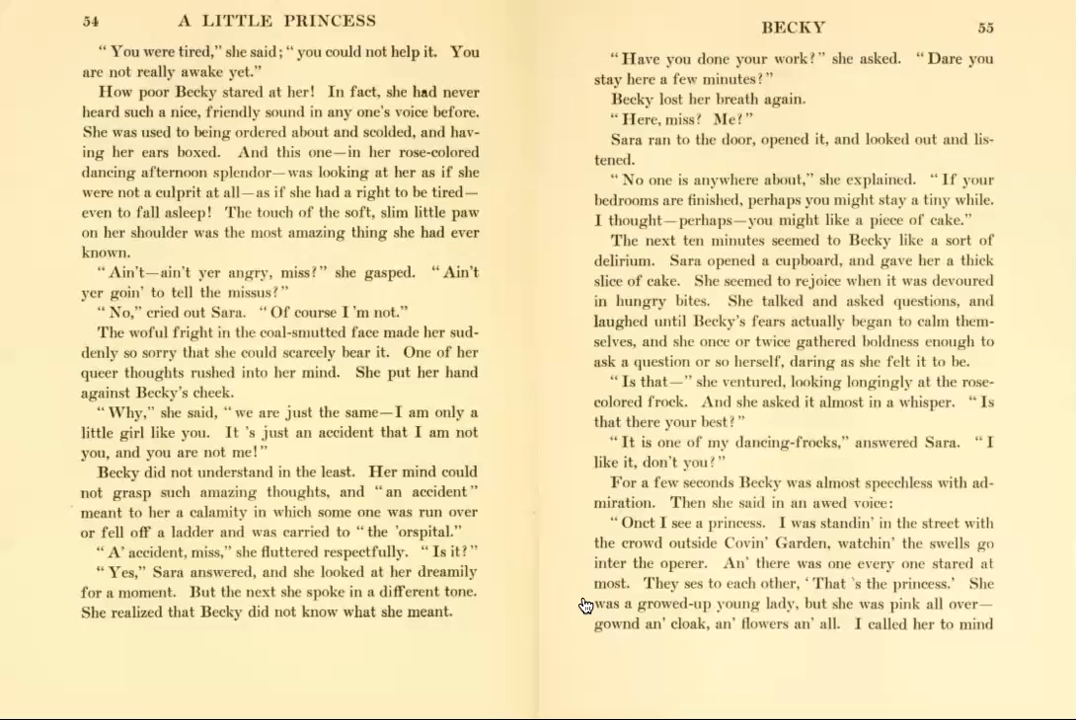 54 A LITTLE PRINCESS
“ You were tired,” she said; “ you could not help it. You
are not really awake yet.”
How poor Becky stared at her! In fact, she had never
heard such a nice, friendly sound in any one’s voice before.
She was used to being ordered about and scolded, and hav-
ing her ears boxed. And this one—in her rose-colored
dancing afternoon splendor—was looking at her as if she
were not a culprit at all—as if she had a right to be tired—
even to fall asleep! The touch of the soft, slim little paw
on her shoulder was the most amazing thing she had ever
known.
“Ain’t—ain’t yer angry, miss?” she gasped. “Ain’t
yer goin’ to tell the missus?”
“ No,” cried out Sara. “Of course I ’m not.”
The woful fright in the coal-smutted face made her sud-
denly so sorry that she could scarcely bear it. One of her
queer thoughts rushed into her mind. She put her hand
against Becky’s cheek.
“Why,” she said, “we are just the same—I am only a
little girl like you. It ’s just an accident that I am not
you, and you are not me!”
Becky did not understand in the least. Her mind could
not grasp such amazing thoughts, and “an accident”
meant to her a calamity in which some one was run over
or fell off a ladder and was carried to “the ’orspital.”
“A’ accident, miss,” she fluttered respectfully. “Is it?”
“Yes,” Sara answered, and she looked at her dreamily
for a moment. But the next she spoke in a different tone.
She realized that Becky did not know what she meant.
BECKY 55
“Have you done your work?” she asked. “Dare you
stay here a few minutes?”
Becky lost her breath again.
“Here, miss? Me?”
Sara ran to the door, opened it, and looked out and lis-
tened.
“No one is anywhere about,” she explained. “If your
bedrooms are finished, perhaps you might stay a tiny while.
I thought—perhaps—you might like a piece of cake.”
The next ten minutes seemed to Becky like a sort of
delirium. Sara opened a cupboard, and gave her a thick
slice of cake. She seemed to rejoice when it was devoured
in hungry bites. She talked and asked questions, and
laughed until Becky’s fears actually began to calm them-
selves, and she once or twice gathered boldness enough to
ask a question or so herself, daring as she felt it to be.
“Is that—” she ventured, looking longingly at the rose-
colored frock. And she asked it almost in a whisper. “Is
that there your best?”
“It is one of my dancing-frocks,” answered Sara. “I
like it, don’t you?”
For a few seconds Becky was almost speechless with ad-
miration. Then she said in an awed voice:
“Onct I see a princess. I was standin’ in the street with
the crowd outside Covin’ Garden, watchin’ the swells go
inter the operer. An’ there was one every one stared at
most. They ses to each other, ‘That ’s the princess.’ She
was a growed-up young lady, but she was pink all over—
gownd an’ cloak, an’ flowers an’ all. I called her to mind